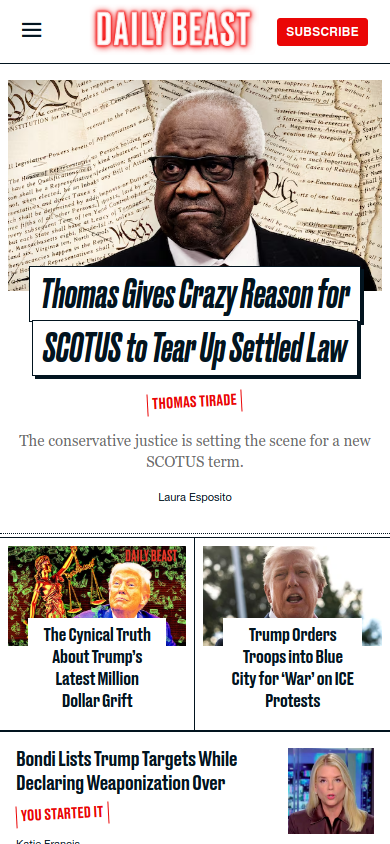 DAILY BEAST
SUBSCRIBE
Thomas Gives Crazy Reason for
SCOTUS to Tear Up Settled Law
THOMAS TIRADE
The conservative justice is setting the scene for a new
SCOTUS term.
Laura Esposito
DAILY BEAST
The Cynical Truth
About Trump's
Latest Million
Dollar Grift
Trump Orders
Troops into Blue
City for ‘War’ on ICE
Protests
Bondi Lists Trump Targets While
Declaring Weaponization Over
YOU STARTED IT
Katie Francis